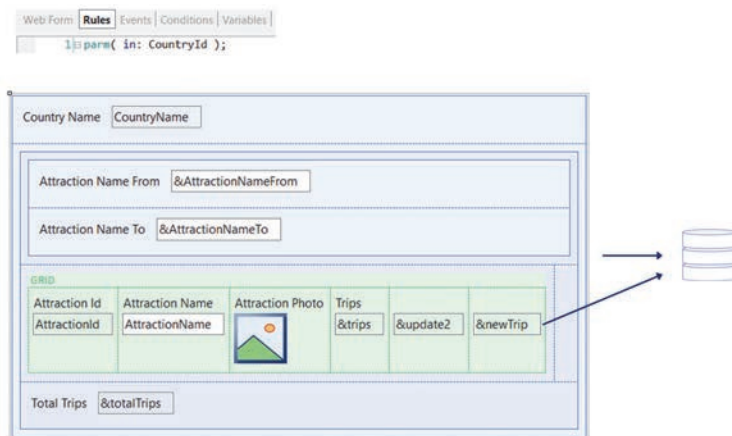 Web Form Rules Events Conditions Variables
1 parm( in: CountryId );
Country Name CountryName
Attraction Name From &AttractionNameFrom
Attraction Name To &AttractionNameTo
GRID
Attraction Id Attraction Name Attraction Photo Trips
AttractionId AttractionName &trips &update2 &newTrip
Total Trips &totalTrips